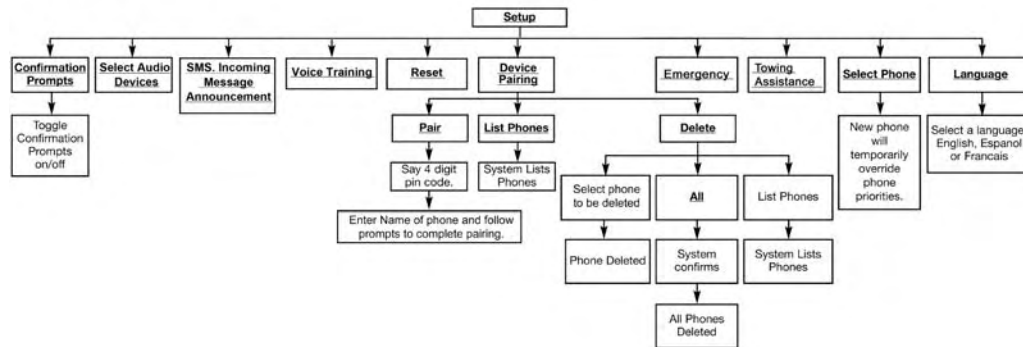 Setup
Confirmation
Prompts
Select Audio
Devices
SMS. Incoming
Message
Announcement
Voice Training
Reset
Device
Pairing
Emergency
Towing
Assistance
Select Phone
Language
Toggle
Confirmation
Prompts
on/off
Pair
List Phones
Delete
New phone
will
temporarily
override
phone
priorities.
Select a language
English, Espanol
or Francais
Say 4 digit
pin code.
System Lists
Phones
Select phone
to be deleted
All
List Phones
Enter Name of phone and follow
prompts to complete pairing.
Phone Deleted
System
confirms
System Lists
Phones
All Phones
Deleted